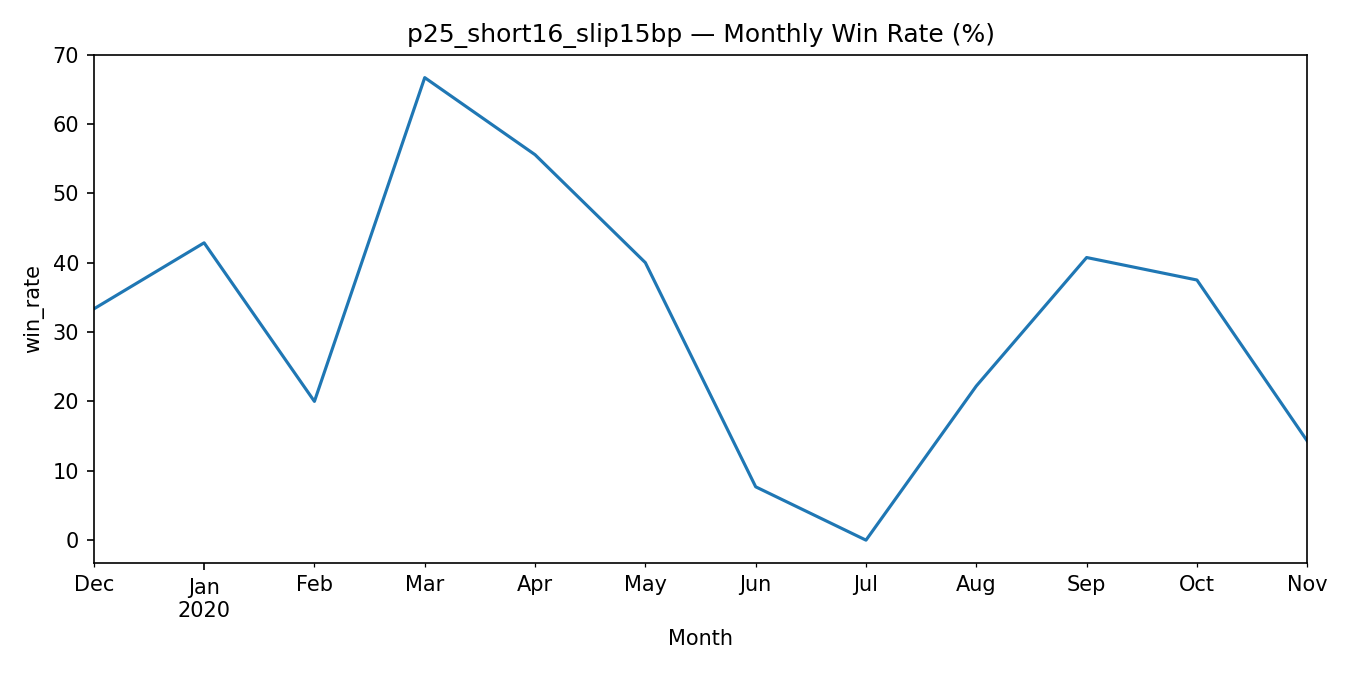 p25_short16_slip15bp — Monthly Win Rate (%)
70
60
50
40
30
20
10
0
win_rate
Dec Jan Feb Mar Apr May Jun Jul Aug Sep Oct Nov
2020
Month